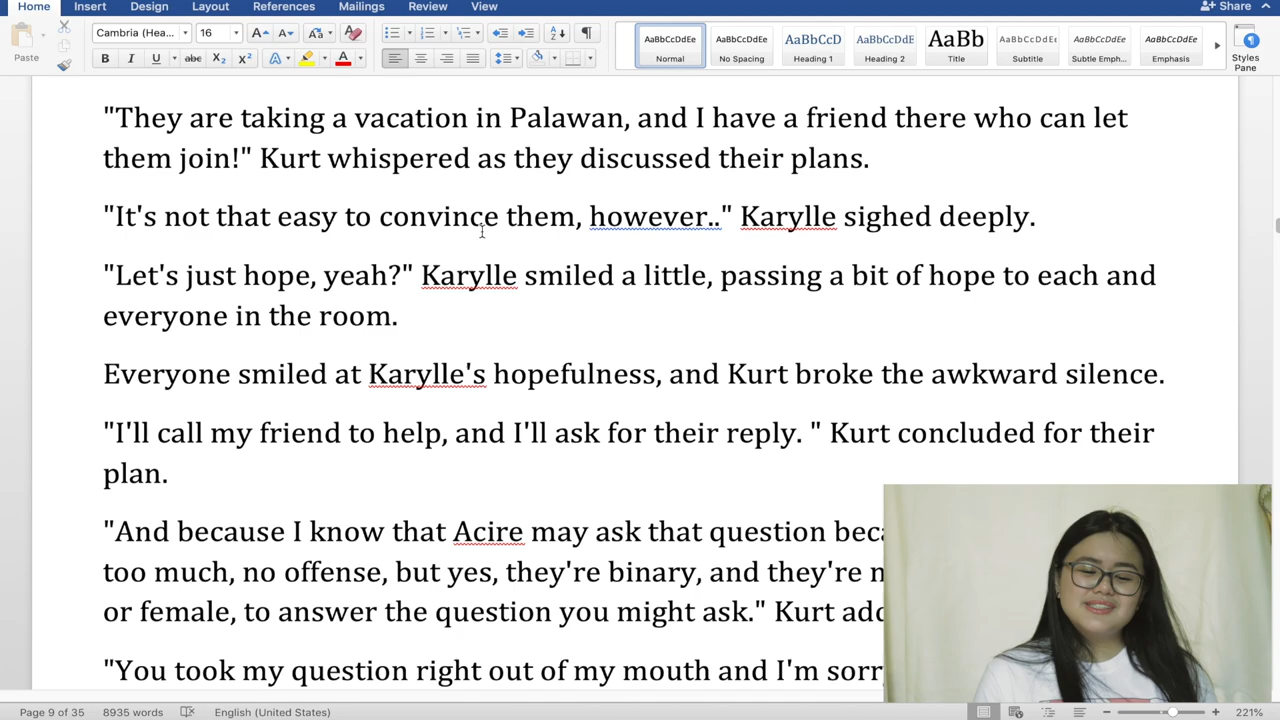 Home Insert Design Layout References Mailings Review View Share
Paste Cambria (Hea... 16 AaBbCcDdEe AaBbCcDdEe AaBbCcD AaBbCcDdE AaBb AaBbCcDdEe AaBbCcDdEe AaBbCcDdEe
B I U abc X₂ X² A A Normal No Spacing Heading 1 Heading 2 Title Subtitle Subtle Emph... Emphasis Styles Pane
"They are taking a vacation in Palawan, and I have a friend there who can let
them join!" Kurt whispered as they discussed their plans.
"It's not that easy to convince them, however.." Karylle sighed deeply.
"Let's just hope, yeah?" Karylle smiled a little, passing a bit of hope to each and
everyone in the room.
Everyone smiled at Karylle's hopefulness, and Kurt broke the awkward silence.
"I'll call my friend to help, and I'll ask for their reply. " Kurt concluded for their
plan.
"And because I know that Acire may ask that question
too much, no offense, but yes, they're binary, and they're
or female, to answer the question you might ask." Kurt
"You took my question right out of my mouth and I'm
Page 9 of 35 8935 words English (United States) 221%